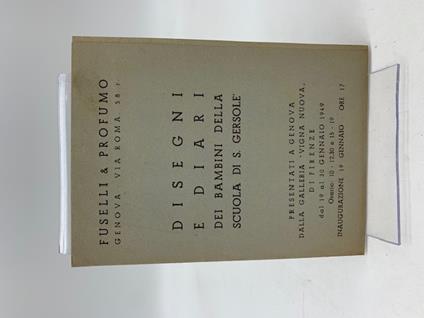 FUSELLI & PROFUMO
GENOVA VIA ROMA 58 r.
DISEGNI
E DIARI
DEI BAMBINI DELLA
SCUOLA DI S. GERSOLE'
PRESENTATI A GENOVA
DALLA GALLERIA "VIGNA NUOVA,
DI FIRENZE
dal 19 al 30 GENNAIO 1949
Orario: 10 - 12,30 e 15 - 19
INAUGURAZIONE 19 GENNAIO ORE 17